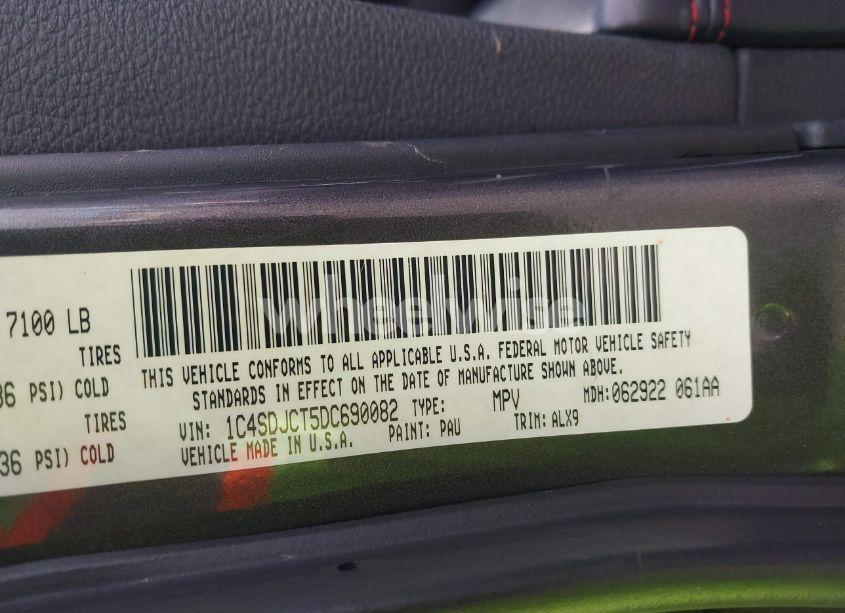 7100 LB
TIRES
36 PSI) COLD
TIRES
36 PSI) COLD
wheelwise
THIS VEHICLE CONFORMS TO ALL APPLICABLE U.S.A. FEDERAL MOTOR VEHICLE SAFETY
STANDARDS IN EFFECT ON THE DATE OF MANUFACTURE SHOWN ABOVE.
VIN: 1C4SDJCT5DC690082 TYPE: MPV MDH:062922 061AA
VEHICLE MADE IN U.S.A. PAINT: PAU TRIM: ALX9